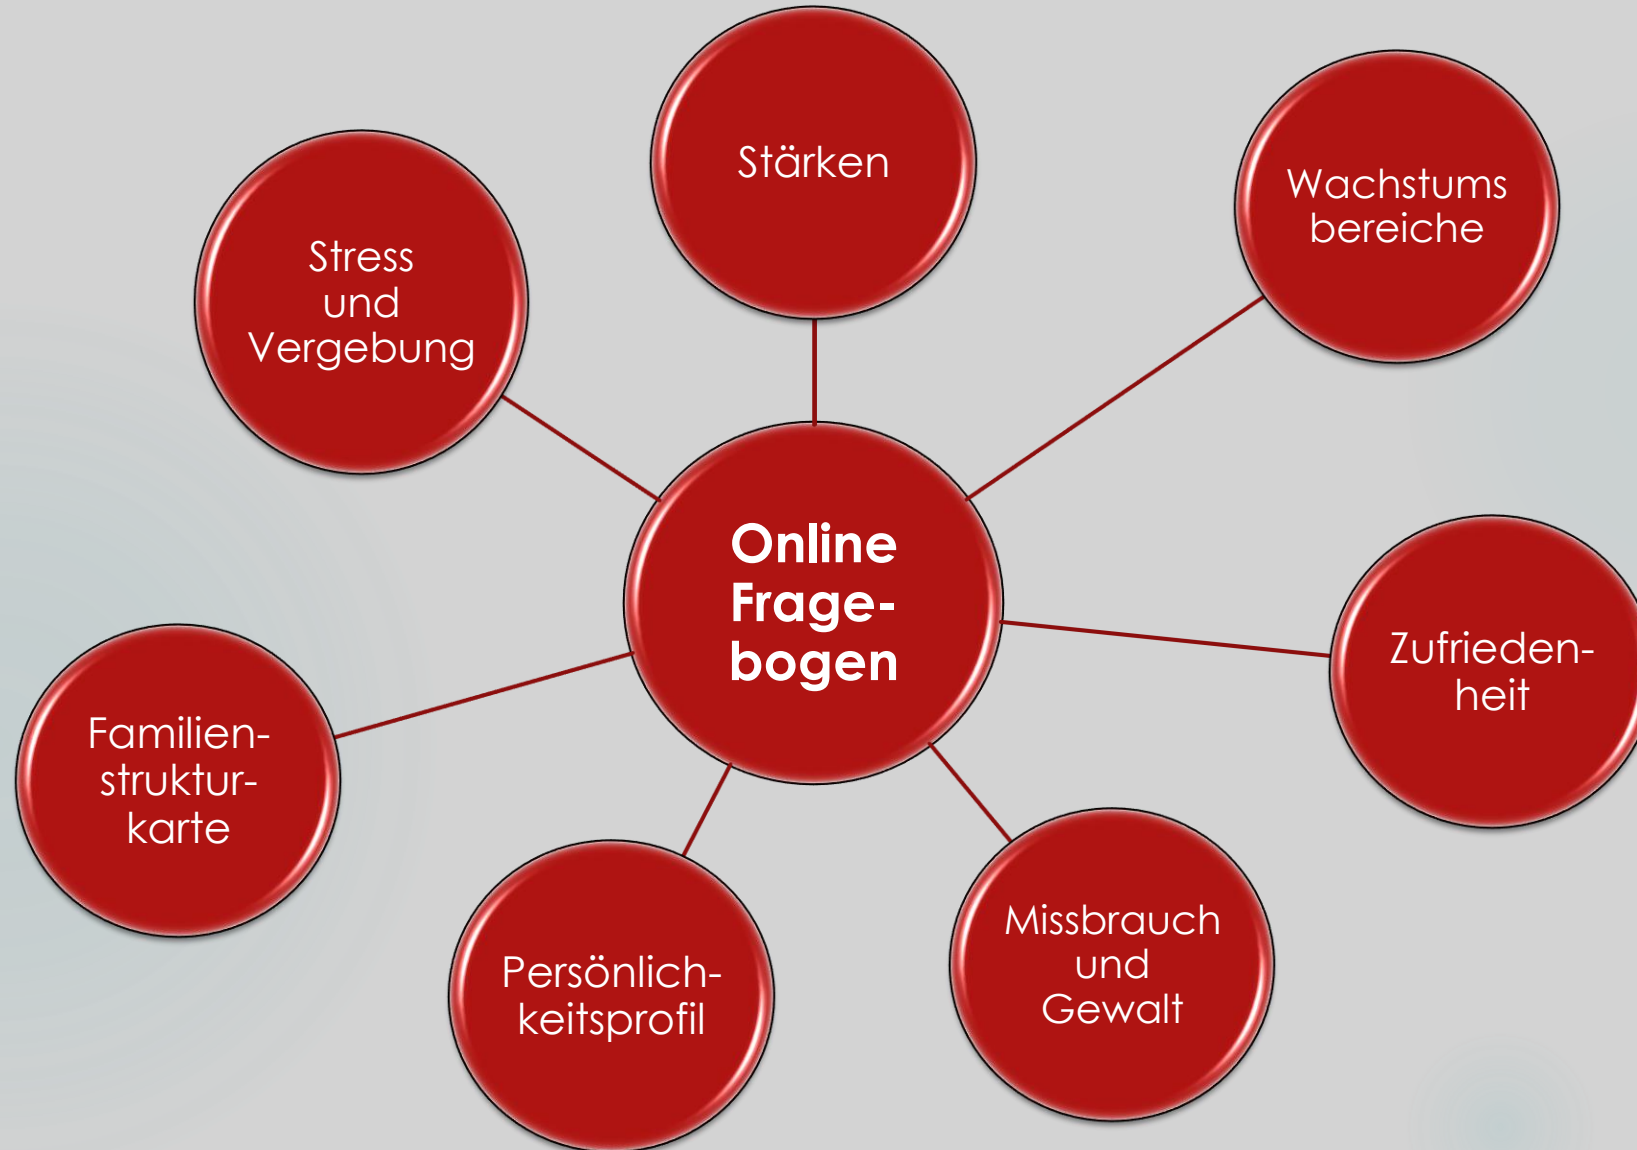 Stärken
Wachstums
bereiche
Stress
und
Vergebung
Online
Frage-
bogen
Zufrieden-
heit
Familien-
struktur-
karte
Persönlich-
keitsprofil
Missbrauch
und
Gewalt